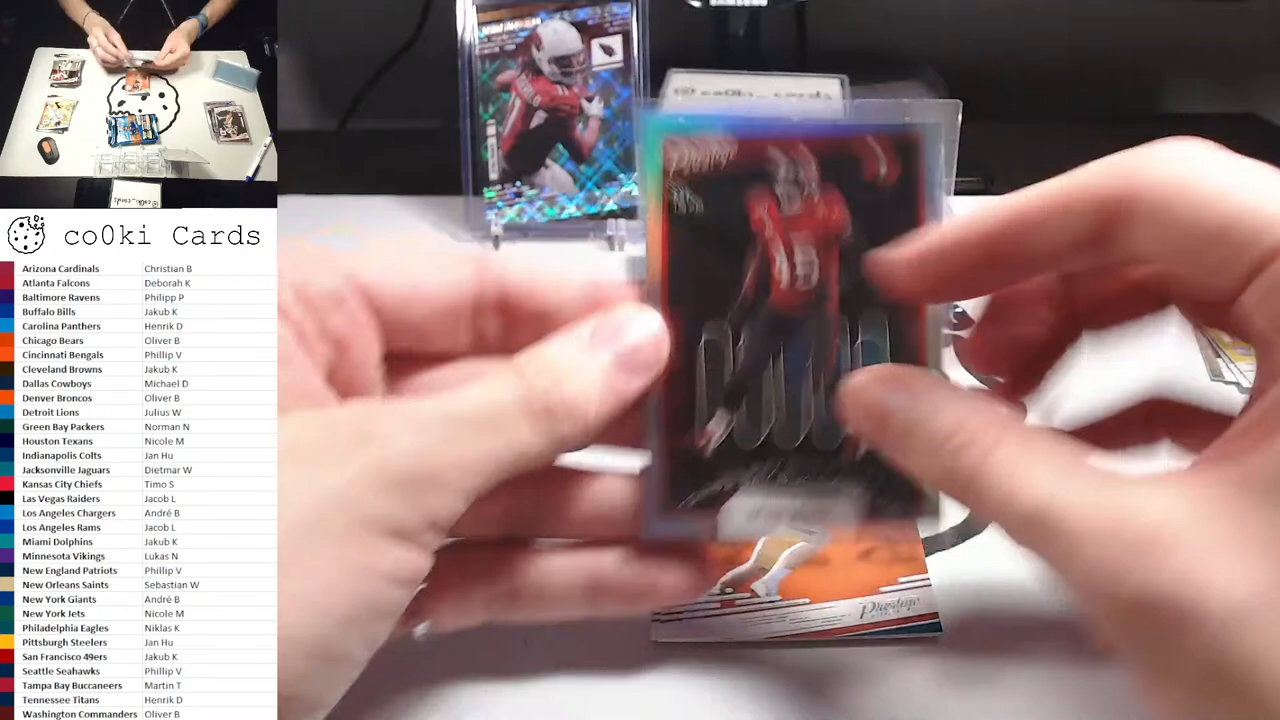 SAMSUNG
co0ki_cards
co0ki Cards
Arizona Cardinals Christian B
Atlanta Falcons Deborah K
Baltimore Ravens Philipp P
Buffalo Bills Jakub K
Carolina Panthers Henrik D
Chicago Bears Oliver B
Cincinnati Bengals Phillip V
Cleveland Browns Jakub K
Dallas Cowboys Michael D
Denver Broncos Oliver B
Detroit Lions Julius W
Green Bay Packers Norman N
Houston Texans Nicole M
Indianapolis Colts Jan Hu
Jacksonville Jaguars Dietmar W
Kansas City Chiefs Timo S
Las Vegas Raiders Jacob L
Los Angeles Chargers André B
Los Angeles Rams Jacob L
Miami Dolphins Jakub K
Minnesota Vikings Lukas N
New England Patriots Phillip V
New Orleans Saints Sebastian W
New York Giants André B
New York Jets Nicole M
Philadelphia Eagles Niklas K
Pittsburgh Steelers Jan Hu
San Francisco 49ers Jakub K
Seattle Seahawks Phillip V
Tampa Bay Buccaneers Martin T
Tennessee Titans Henrik D
Washington Commanders Oliver B
18
Prestige